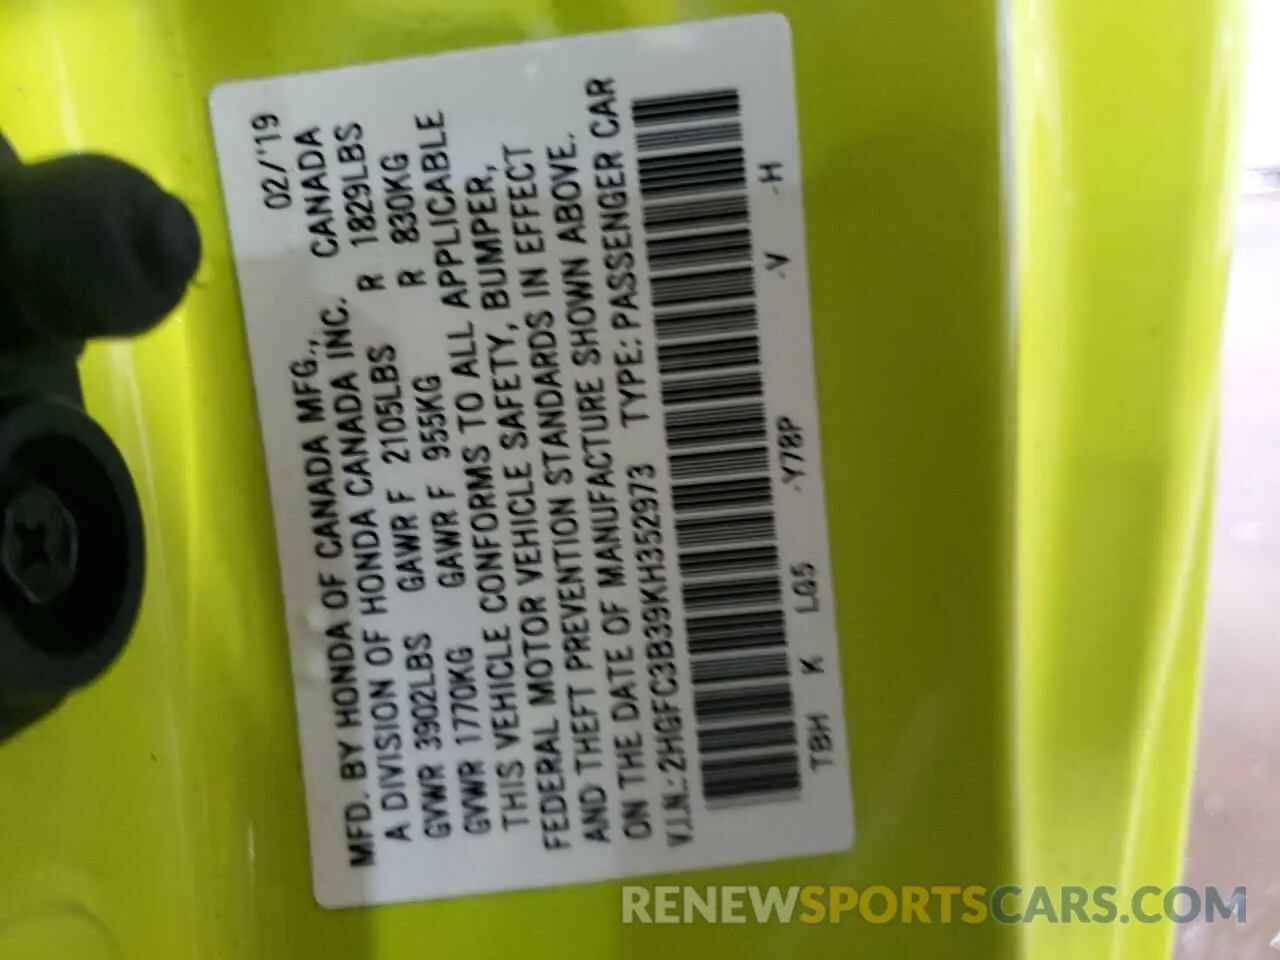 MFD. BY HONDA OF CANADA MFG., 02/'19
A DIVISION OF HONDA CANADA INC. CANADA
GVWR 3902LBS GAWR F 2105LBS R 1829LBS
GVWR 1770KG GAWR F 955KG R 830KG
THIS VEHICLE CONFORMS TO ALL APPLICABLE
FEDERAL MOTOR VEHICLE SAFETY, BUMPER,
AND THEFT PREVENTION STANDARDS IN EFFECT
ON THE DATE OF MANUFACTURE SHOWN ABOVE.
V.I.N.: 2HGFC3B39KH352973 TYPE: PASSENGER CAR
TBH K LG5 -Y78P -V -H
RENEWSPORTSCARS.COM